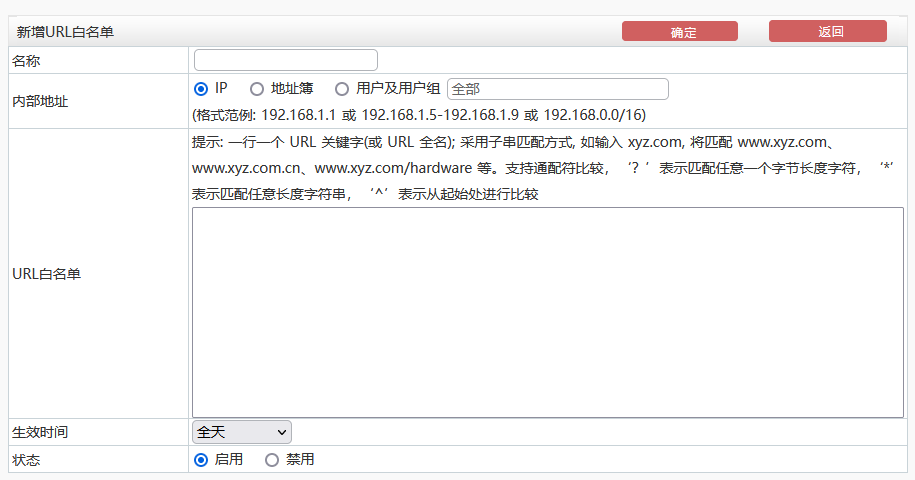 新增URL白名单 确定 返回
名称
内部地址 IP 地址簿 用户及用户组 全部
(格式范例: 192.168.1.1 或 192.168.1.5-192.168.1.9 或 192.168.0.0/16)
提示: 一行一个 URL 关键字(或 URL 全名); 采用子串匹配方式, 如输入 xyz.com, 将匹配 www.xyz.com、
www.xyz.com.cn、www.xyz.com/hardware 等。支持通配符比较，‘? ’表示匹配任意一个字节长度字符，‘*’
表示匹配任意长度字符串，‘^’表示从起始处进行比较
URL白名单
生效时间 全天
状态 启用 禁用